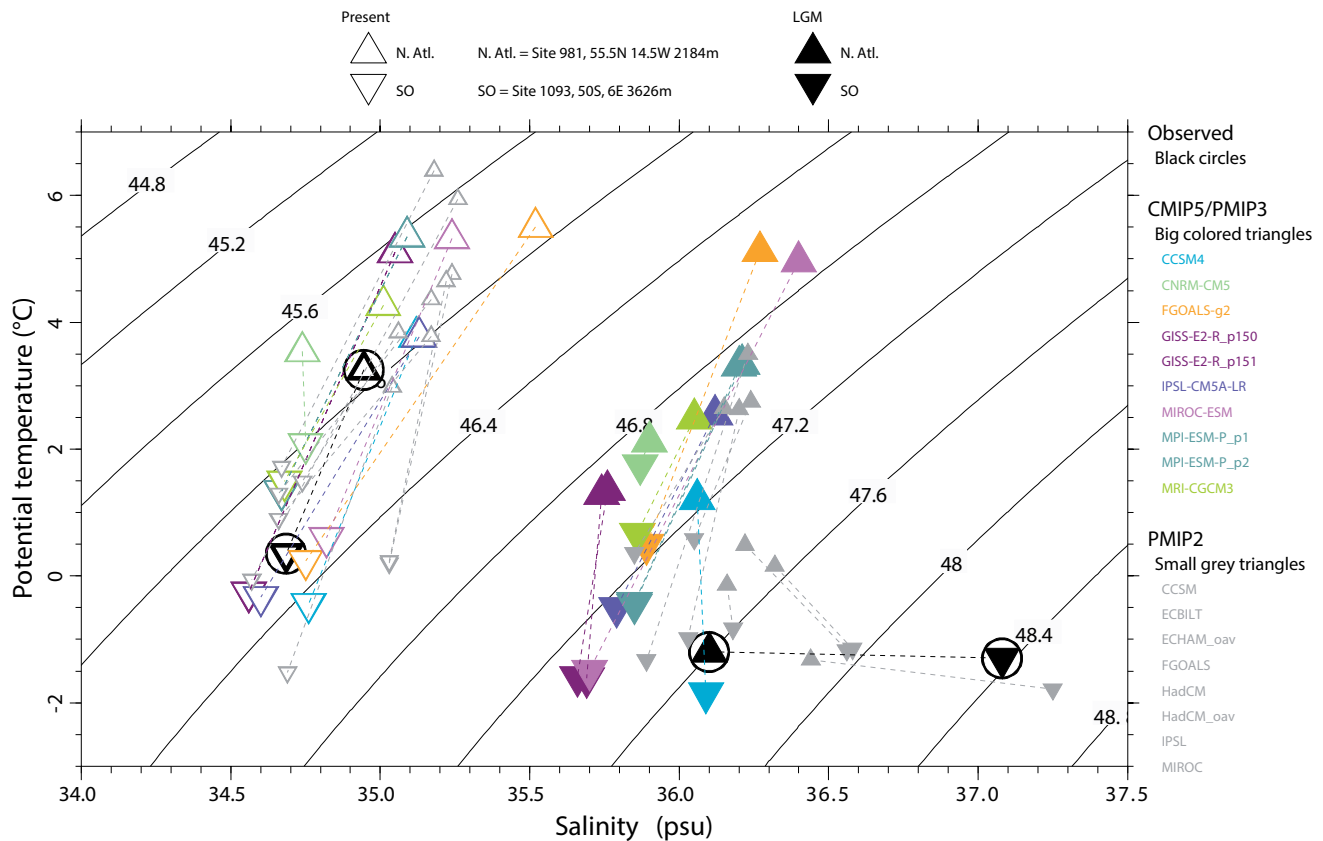 Present
LGM
N. Atl.
N. Atl. = Site 981, 55.5N 14.5W 2184m
N. Atl.
SO
SO = Site 1093, 50S, 6E 3626m
SO
Observed
Black circles
CMIP5/PMIP3
Big colored triangles
CCSM4
CNRM-CM5
FGOALS-g2
GISS-E2-R_p150
GISS-E2-R_p151
IPSL-CM5A-LR
MIROC-ESM
MPI-ESM-P_p1
MPI-ESM-P_p2
MRI-CGCM3
PMIP2
Small grey triangles
CCSM
ECBILT
ECHAM_oav
FGOALS
HadCM
HadCM_oav
IPSL
MIROC
44.8
45.2
45.6
46.4
46.8
47.2
47.6
48
48.4
48.
6
4
2
0
-2
Potential temperature (°C)
34.0 34.5 35.0 35.5 36.0 36.5 37.0 37.5
Salinity (psu)